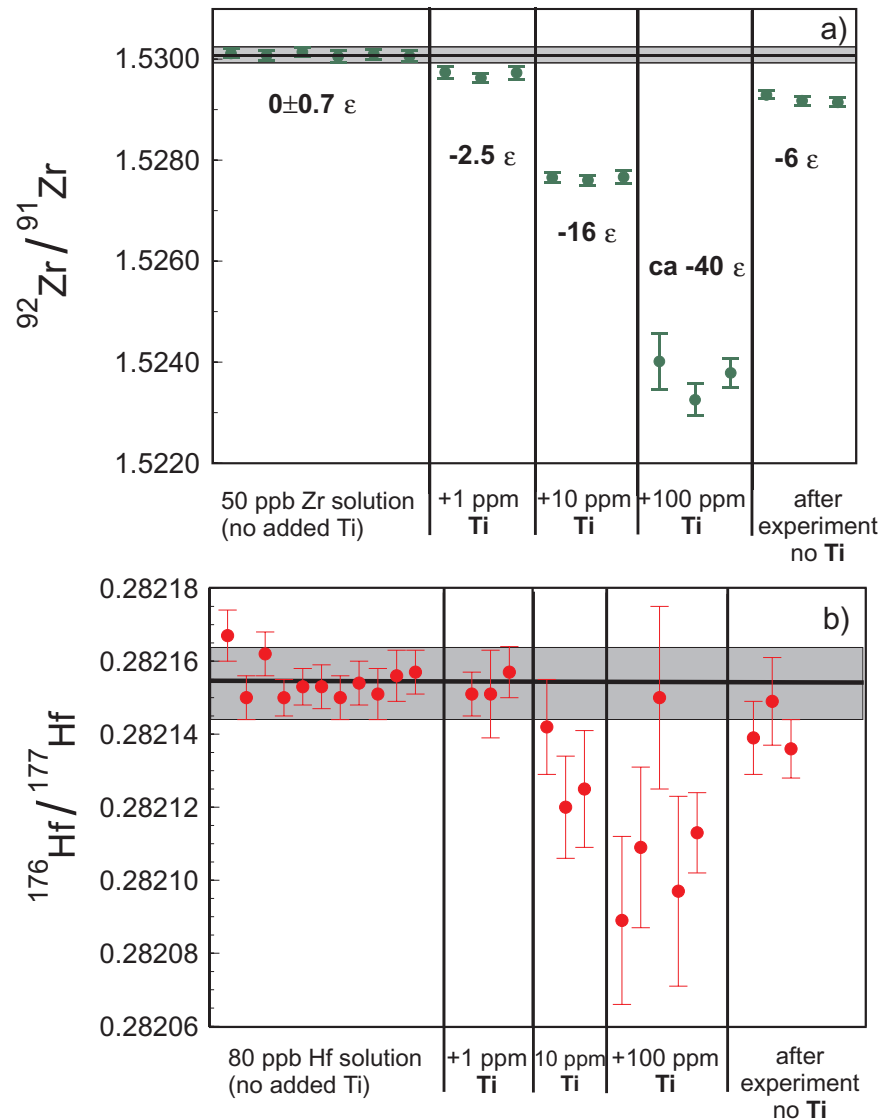 a)
1.5300
1.5280
1.5260
1.5240
1.5220
92Zr / 91Zr
0±0.7 ε
-2.5 ε
-16 ε
ca -40 ε
-6 ε
50 ppb Zr solution
(no added Ti)
+1 ppm
Ti
+10 ppm
Ti
+100 ppm
Ti
after
experiment
no Ti
b)
0.28218
0.28216
0.28214
0.28212
0.28210
0.28208
0.28206
176Hf / 177Hf
80 ppb Hf solution
(no added Ti)
+1 ppm
Ti
10 ppm
Ti
+100 ppm
Ti
after
experiment
no Ti